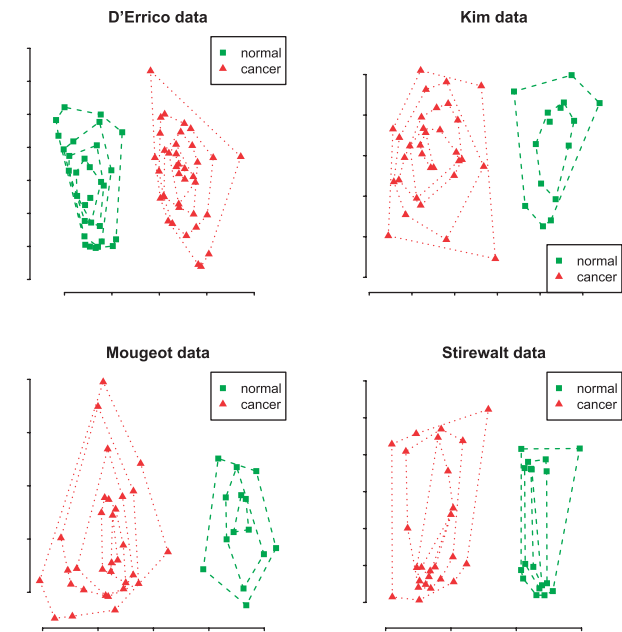 D'Errico data
normal
cancer
Kim data
normal
cancer
Mougeot data
normal
cancer
Stirewalt data
normal
cancer